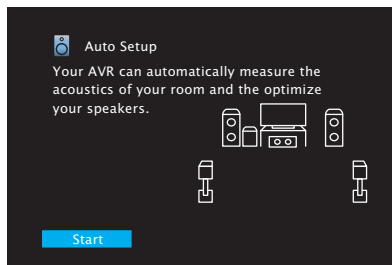 Auto Setup
Your AVR can automatically measure the
acoustics of your room and the optimize
your speakers.
Start